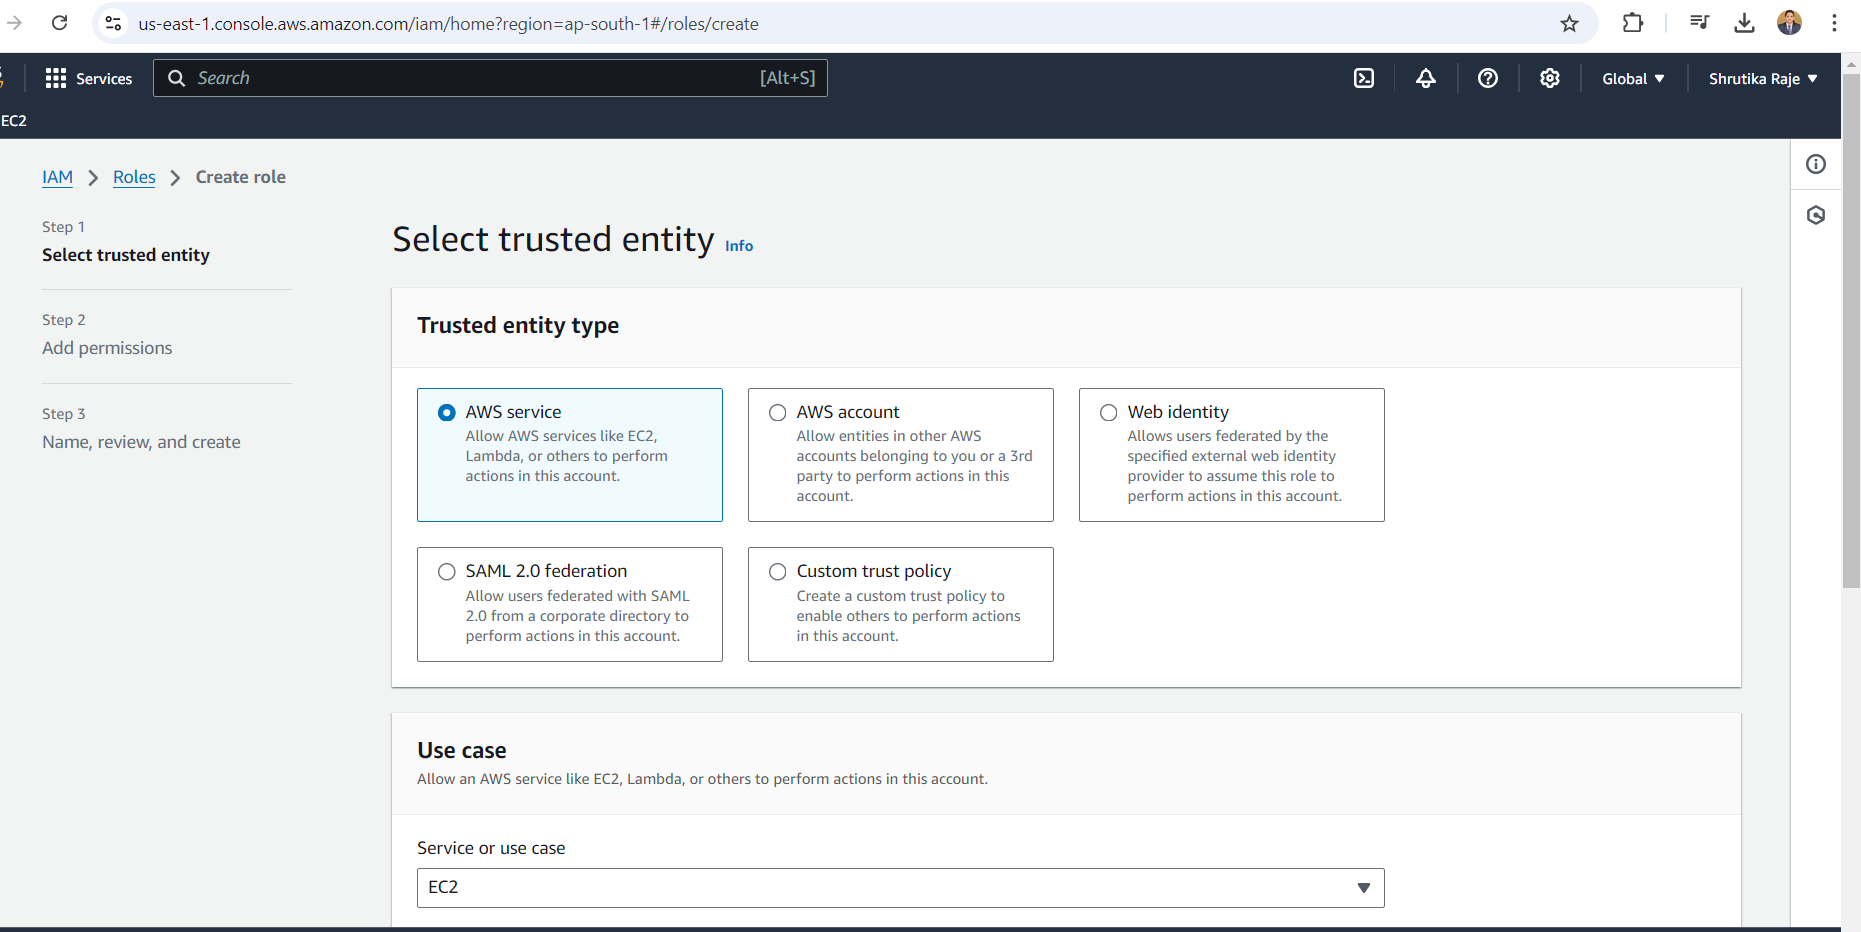 us-east-1.console.aws.amazon.com/iam/home?region=ap-south-1#/roles/create
Services
Search
[Alt+S]
Global
Shrutika Raje
EC2
IAM
Roles
Create role
Step 1
Select trusted entity
Step 2
Add permissions
Step 3
Name, review, and create
Select trusted entity Info
Trusted entity type
AWS service
Allow AWS services like EC2,
Lambda, or others to perform
actions in this account.
AWS account
Allow entities in other AWS
accounts belonging to you or a 3rd
party to perform actions in this
account.
Web identity
Allows users federated by the
specified external web identity
provider to assume this role to
perform actions in this account.
SAML 2.0 federation
Allow users federated with SAML
2.0 from a corporate directory to
perform actions in this account.
Custom trust policy
Create a custom trust policy to
enable others to perform actions
in this account.
Use case
Allow an AWS service like EC2, Lambda, or others to perform actions in this account.
Service or use case
EC2